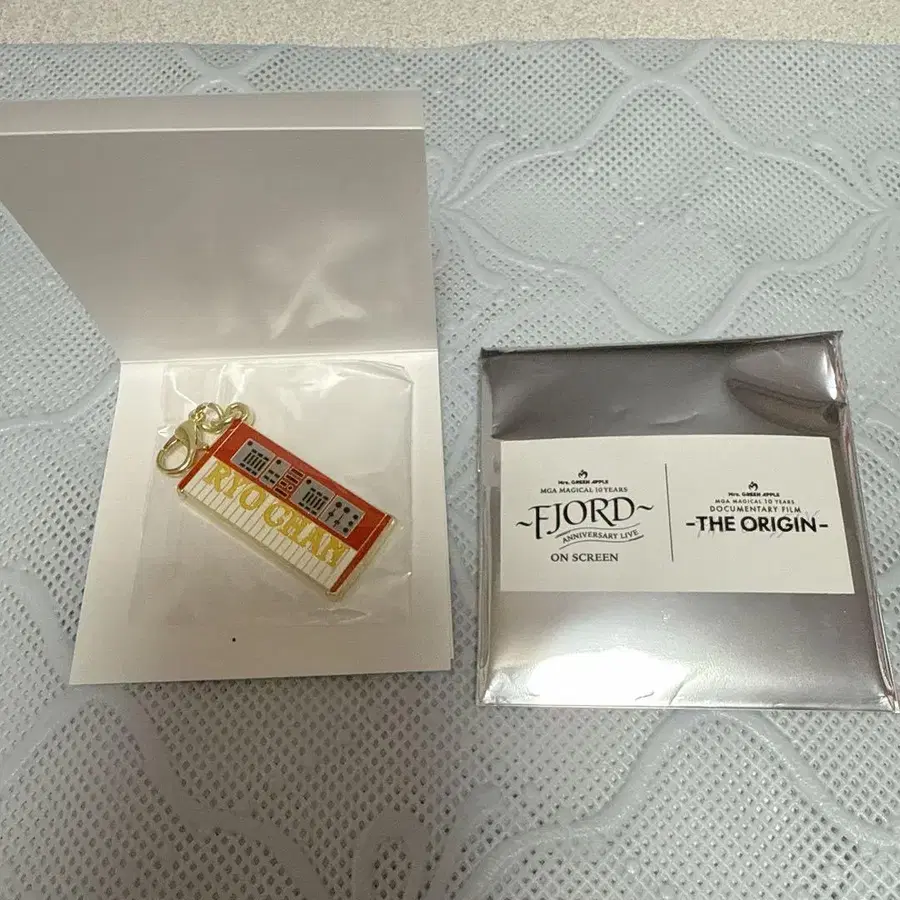 RYO CHAN
Mrs. GREEN APPLE
MGA MAGICAL 10 YEARS
~FJORD~
ANNIVERSARY LIVE
ON SCREEN
Mrs. GREEN APPLE
MGA MAGICAL 10 YEARS
DOCUMENTARY FILM
-THE ORIGIN-